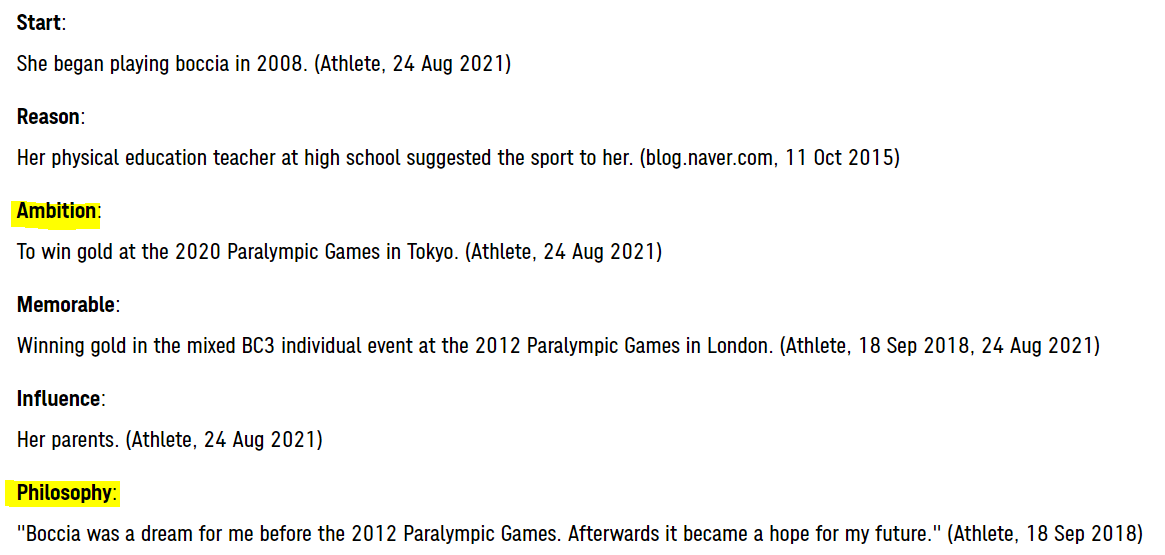 Start:
She began playing boccia in 2008. (Athlete, 24 Aug 2021)
Reason:
Her physical education teacher at high school suggested the sport to her. (blog.naver.com, 11 Oct 2015)
Ambition:
To win gold at the 2020 Paralympic Games in Tokyo. (Athlete, 24 Aug 2021)
Memorable:
Winning gold in the mixed BC3 individual event at the 2012 Paralympic Games in London. (Athlete, 18 Sep 2018, 24 Aug 2021)
Influence:
Her parents. (Athlete, 24 Aug 2021)
Philosophy:
"Boccia was a dream for me before the 2012 Paralympic Games. Afterwards it became a hope for my future." (Athlete, 18 Sep 2018)